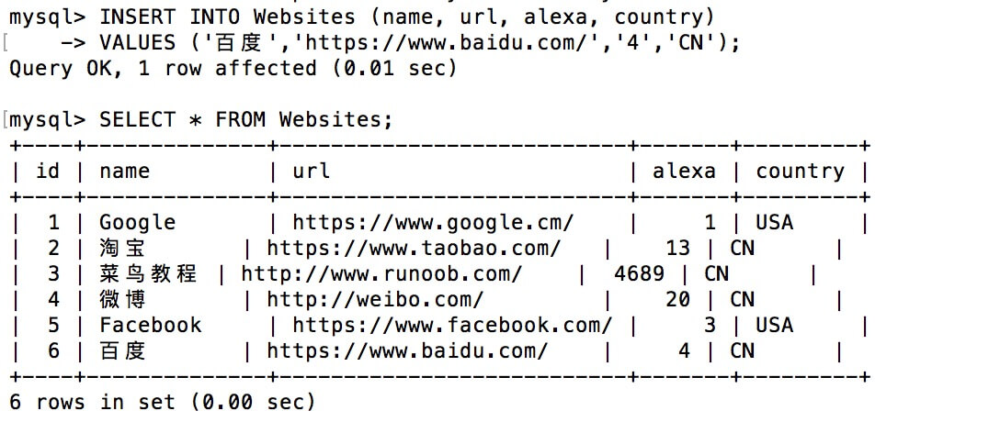 mysql> INSERT INTO Websites (name, url, alexa, country)
    -> VALUES ('百度','https://www.baidu.com/','4','CN');
Query OK, 1 row affected (0.01 sec)

mysql> SELECT * FROM Websites;
+----+--------------+---------------------------+-------+---------+
| id | name         | url                       | alexa | country |
+----+--------------+---------------------------+-------+---------+
|  1 | Google       | https://www.google.cm/    |     1 | USA     |
|  2 | 淘宝       | https://www.taobao.com/   |    13 | CN      |
|  3 | 菜鸟教程 | http://www.runoob.com/    |  4689 | CN      |
|  4 | 微博       | http://weibo.com/         |    20 | CN      |
|  5 | Facebook     | https://www.facebook.com/ |     3 | USA     |
|  6 | 百度       | https://www.baidu.com/    |     4 | CN      |
+----+--------------+---------------------------+-------+---------+
6 rows in set (0.00 sec)